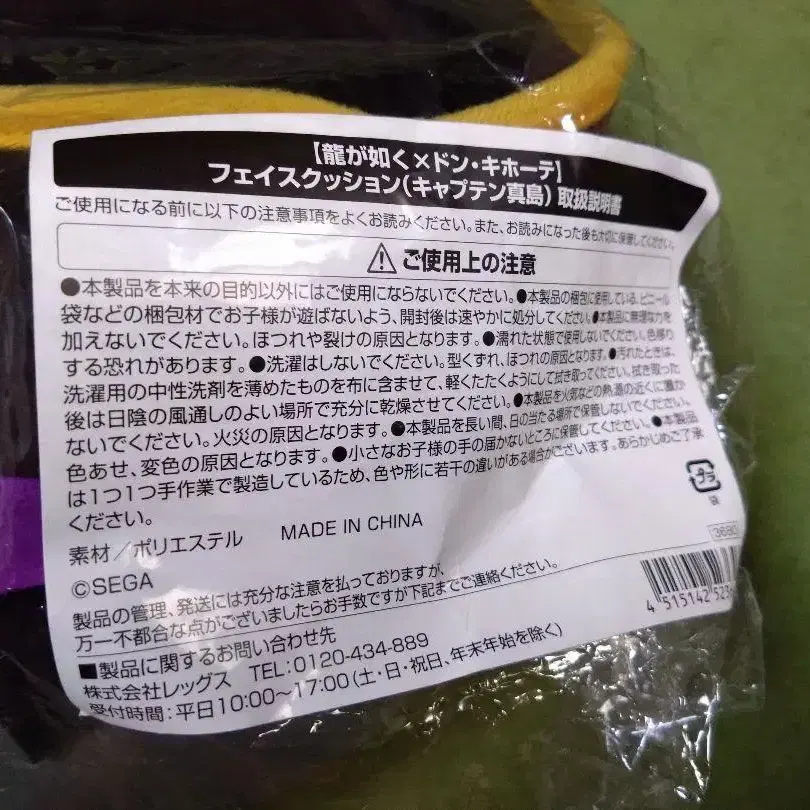 【龍が如く×ドン・キホーテ】
フェイスクッション(キャプテン真島) 取扱説明書
ご使用になる前に以下の注意事項をよくお読みください。また、お読みになった後も大切に保管してください。
ご使用上の注意
●本製品を本来の目的以外にはご使用にならないでください。●本製品の梱包に使用している、ビニール
袋などの梱包材でお子様が遊ばないよう、開封後は速やかに処分してください。●本製品に無理な力を
加えないでください。ほつれや裂けの原因となります。●濡れた状態で使用しないでください。色移り
する恐れがあります。●洗濯はしないでください。型くずれ、ほつれの原因となります。●汚れたときは、
洗濯用の中性洗剤を薄めたものを布に含ませて、軽くたたくようにして拭き取ってください。拭き取った
後は日陰の風通しのよい場所で充分に乾燥させてください。●本製品を火気などの熱源の近くに置か
ないでください。火災の原因となります。●本製品を長い間、日の当たる場所で保管しないでください。
色あせ、変色の原因となります。●小さなお子様の手の届かないところに保管してください。●本製品
は1つ1つ手作業で製造しているため、色や形に若干の違いがある場合がございます。あらかじめご了承
ください。
プラ
袋
素材/ポリエステル MADE IN CHINA
3680
©SEGA
4 515142 523
製品の管理、発送には充分な注意を払っておりますが、
万一不都合な点がございましたらお手数ですが下記までご連絡ください。
■製品に関するお問い合わせ先
株式会社レッグス TEL:0120-434-889
受付時間:平日10:00〜17:00(土・日・祝日、年末年始を除く)